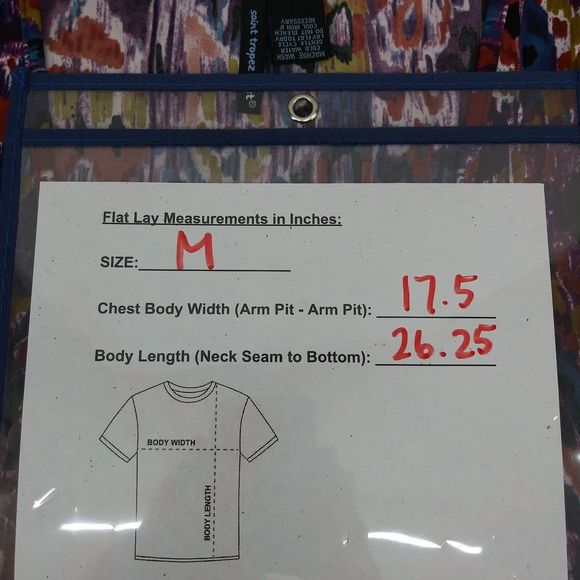 saint tropez
MACHINE WASH
COLD WATER
GENTLE CYCLE
DO NOT BLEACH
LAY FLAT TO DRY
COOL IRON IF
NECESSARY
Flat Lay Measurements in Inches:
SIZE: M
Chest Body Width (Arm Pit - Arm Pit): 17.5
Body Length (Neck Seam to Bottom): 26.25
BODY WIDTH
BODY LENGTH